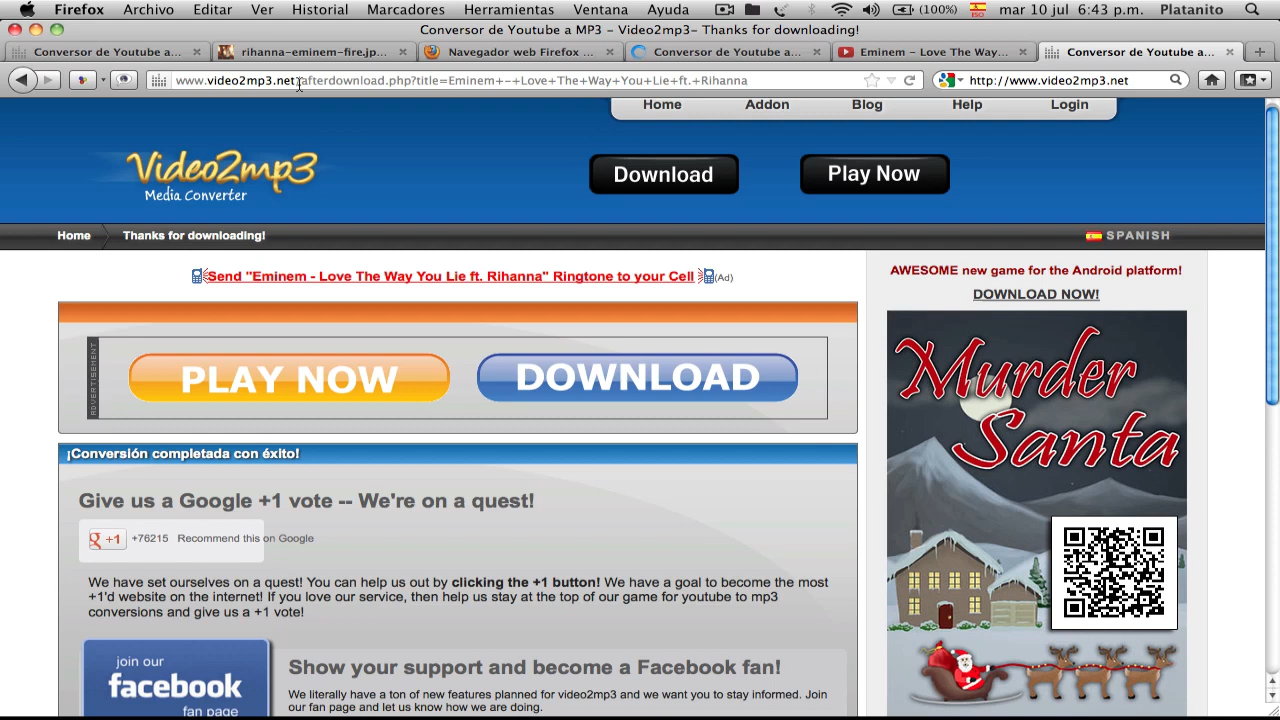 Firefox Archivo Editar Ver Historial Marcadores Herramientas Ventana Ayuda (100%) ISO mar 10 jul 6:43 p.m. Platanito
Conversor de Youtube a MP3 - Video2mp3- Thanks for downloading!
Conversor de Youtube a... rihanna-eminem-fire.jp... Navegador web Firefox ... Conversor de Youtube a... Eminem – Love The Way... Conversor de Youtube a...
www.video2mp3.net/afterdownload.php?title=Eminem+-+Love+The+Way+You+Lie+ft.+Rihanna http://www.video2mp3.net
Home Addon Blog Help Login
Video2mp3
Media Converter
Download Play Now
Home Thanks for downloading! SPANISH
Send "Eminem - Love The Way You Lie ft. Rihanna" Ringtone to your Cell (Ad)
AWESOME new game for the Android platform!
DOWNLOAD NOW!
ADVERTISEMENT
PLAY NOW DOWNLOAD
Murder
Santa
¡Conversión completada con éxito!
Give us a Google +1 vote -- We're on a quest!
g +1 +76215 Recommend this on Google
We have set ourselves on a quest! You can help us out by clicking the +1 button! We have a goal to become the most
+1'd website on the internet! If you love our service, then help us stay at the top of our game for youtube to mp3
conversions and give us a +1 vote!
join our
facebook
fan page
Show your support and become a Facebook fan!
We literally have a ton of new features planned for video2mp3 and we want you to stay informed. Join
our fan page and let us know how we are doing.